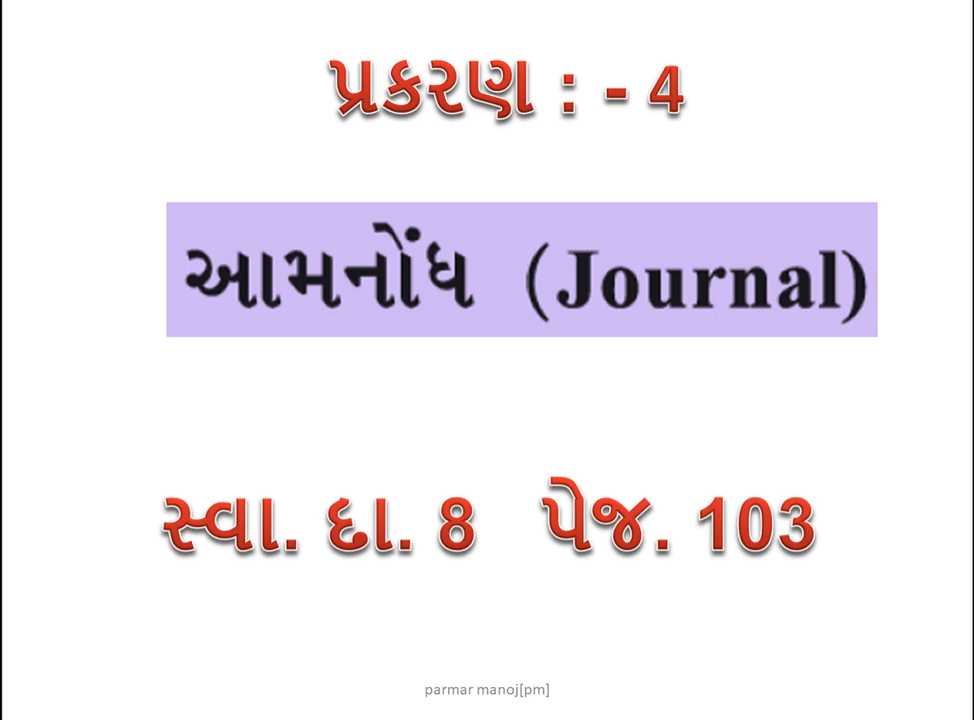 પ્રકરણ : - 4
આમનોંધ (Journal)
સ્વા. દા. 8 પેજ. 103
parmar manoj[pm]